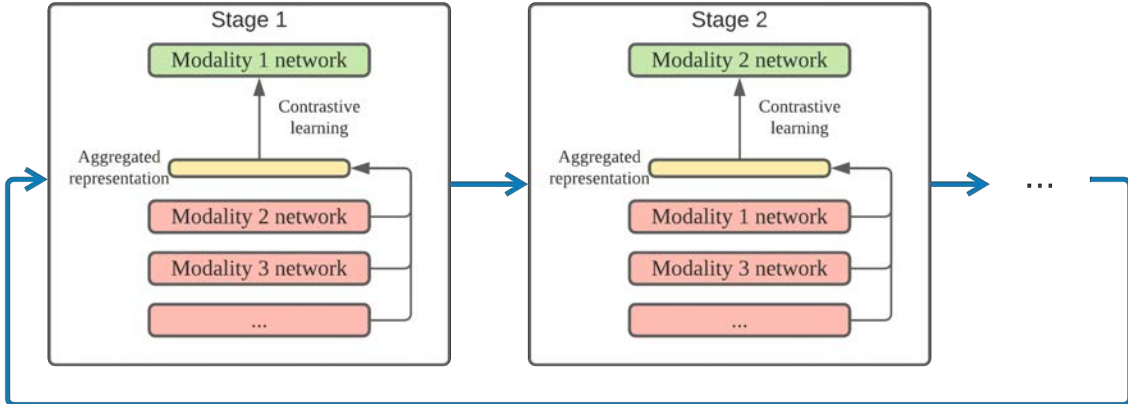 Stage 1
Modality 1 network
Contrastive
learning
Aggregated
representation
Modality 2 network
Modality 3 network
...
Stage 2
Modality 2 network
Contrastive
learning
Aggregated
representation
Modality 1 network
Modality 3 network
...
...